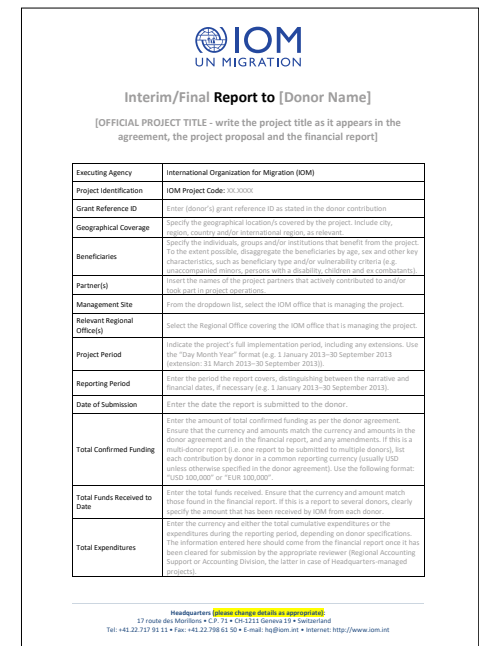 IOM
UN MIGRATION
Interim/Final Report to [Donor Name]
[OFFICIAL PROJECT TITLE - write the project title as it appears in the
agreement, the project proposal and the financial report]
Executing Agency
International Organization for Migration (IOM)
Project Identification
IOM Project Code: XX.XXXX
Grant Reference ID
Enter (donor's) grant reference ID as stated in the donor contribution
Geographical Coverage
Specify the geographical location/s covered by the project. Include city,
region, country and/or international region, as relevant.
Beneficiaries
Specify the individuals, groups and/or institutions that benefit from the project.
To the extent possible, disaggregate the beneficiaries by age, sex and other key
characteristics, such as beneficiary type and/or vulnerability criteria (e.g.
unaccompanied minors, persons with a disability, children and ex combatants).
Partner(s)
Insert the names of the project partners that actively contributed to and/or
took part in project operations.
Management Site
From the dropdown list, select the IOM office that is managing the project.
Relevant Regional
Office(s)
Select the Regional Office covering the IOM office that is managing the project.
Project Period
Indicate the project's full implementation period, including any extensions. Use
the "Day Month Year" format (e.g. 1 January 2013–30 September 2013
(extension: 31 March 2013–30 September 2013)).
Reporting Period
Enter the period the report covers, distinguishing between the narrative and
financial dates, if necessary (e.g. 1 January 2013–30 September 2013).
Date of Submission
Enter the date the report is submitted to the donor.
Total Confirmed Funding
Enter the amount of total confirmed funding as per the donor agreement.
Ensure that the currency and amounts match the currency and amounts in the
donor agreement and in the financial report, and any amendments. If this is a
multi-donor report (i.e. one report to be submitted to multiple donors), list
each contribution by donor in a common reporting currency (usually USD
unless otherwise specified in the donor agreement). Use the following format:
"USD 100,000" or "EUR 100,000".
Total Funds Received to
Date
Enter the total funds received. Ensure that the currency and amount match
those found in the financial report. If this is a report to several donors, clearly
specify the amount that has been received by IOM from each donor.
Total Expenditures
Enter the currency and either the total cumulative expenditures or the
expenditures during the reporting period, depending on donor specifications.
The information entered here should come from the financial report once it has
been cleared for submission by the appropriate reviewer (Regional Accounting
Support or Accounting Division, the latter in case of Headquarters-managed
projects).
Headquarters (please change details as appropriate):
17 route des Morillons • C.P. 71 • CH-1211 Geneva 19 • Switzerland
Tel: +41.22.717 91 11 • Fax: +41.22.798 61 50 • E-mail: hq@iom.int • Internet: http://www.iom.int